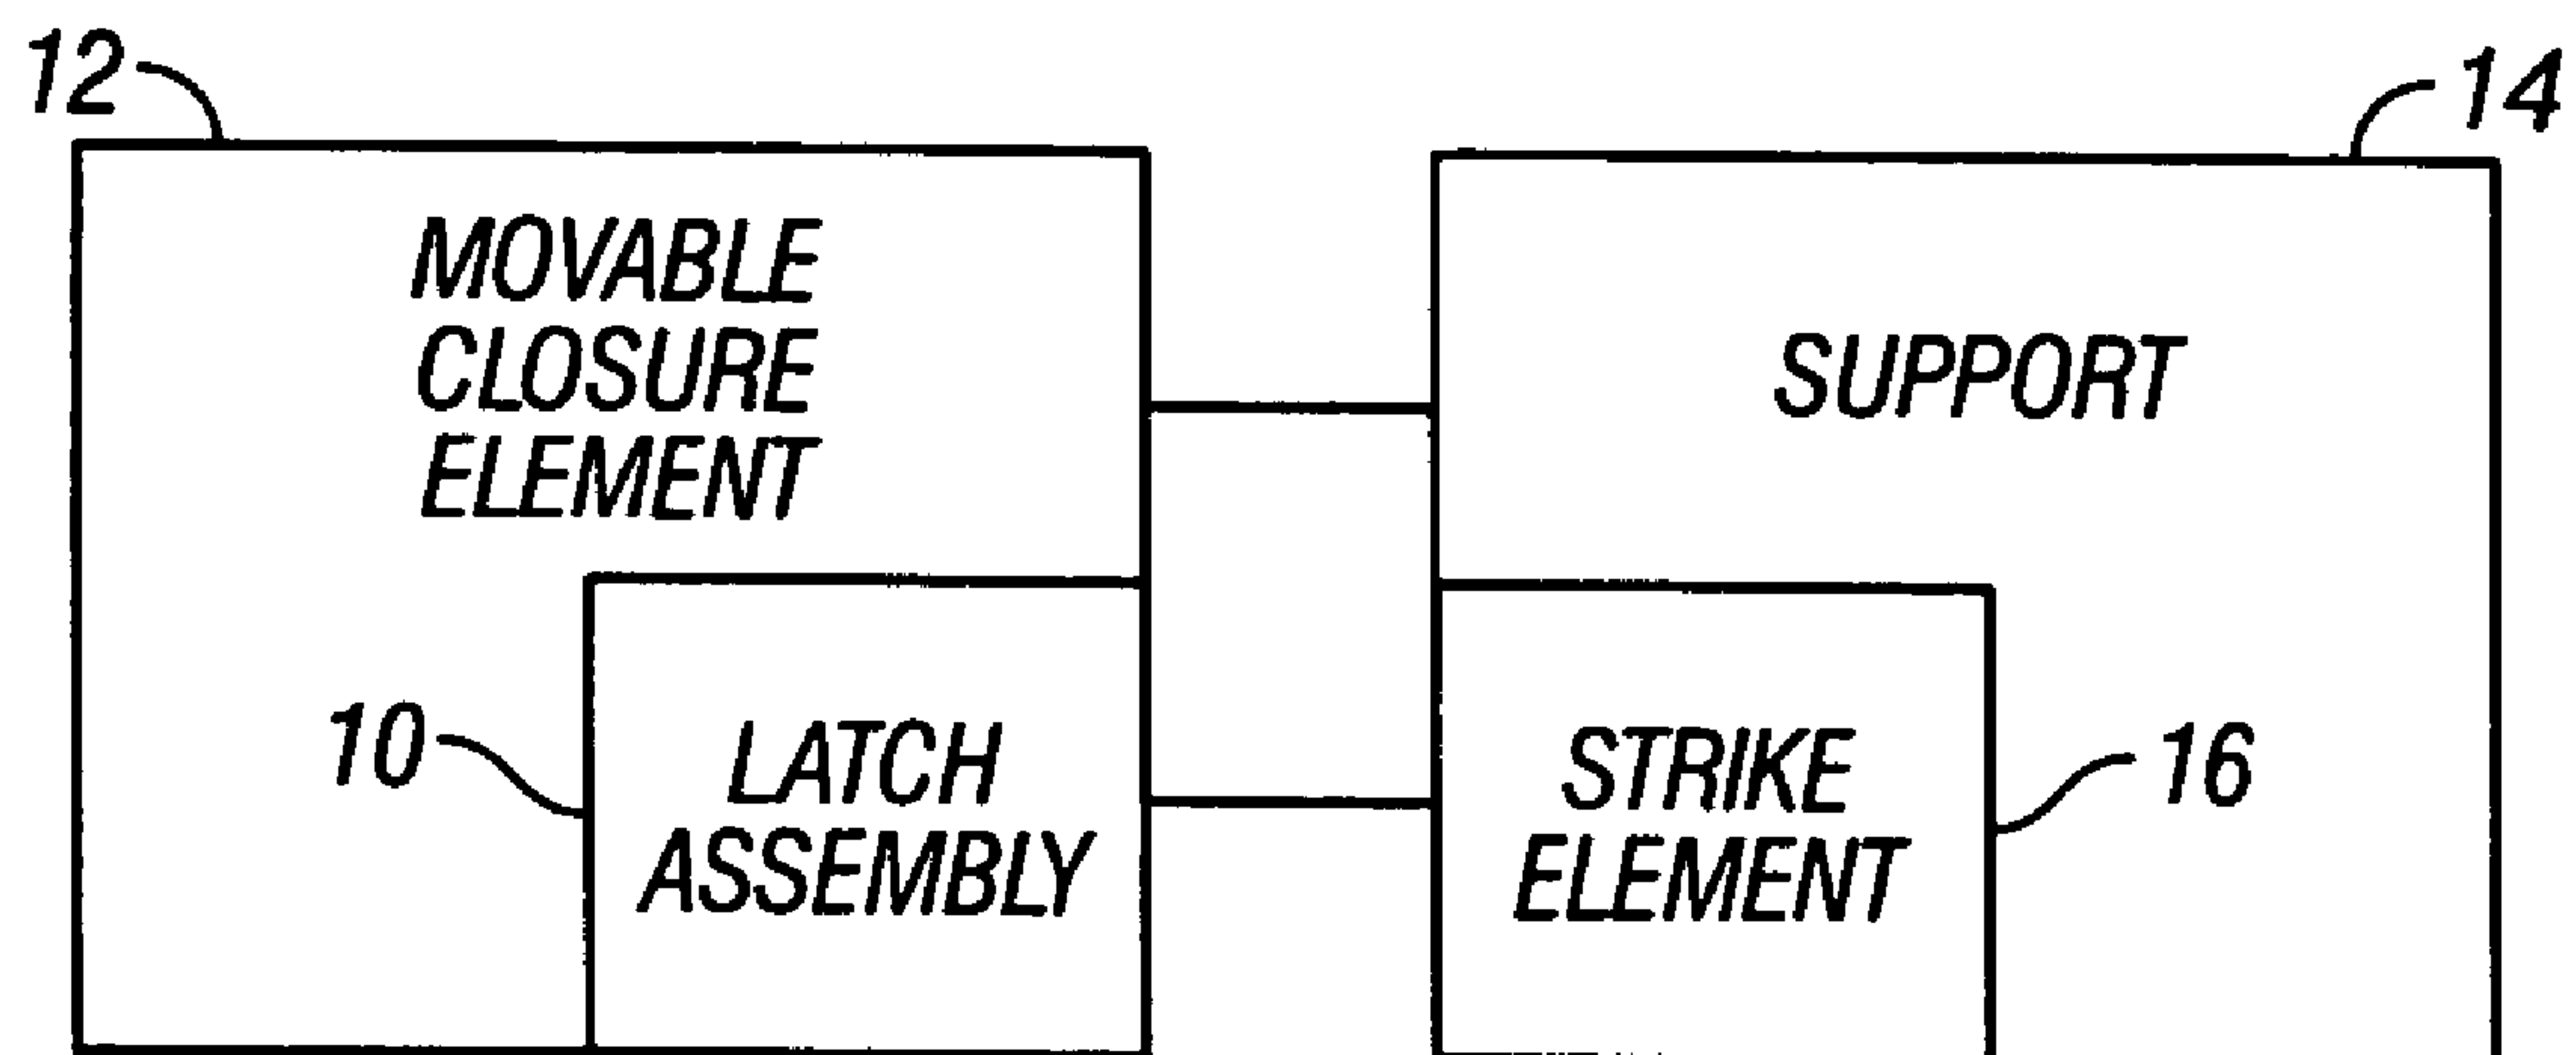 12
14
MOVABLE
CLOSURE
ELEMENT
SUPPORT
10
LATCH
ASSEMBLY
STRIKE
ELEMENT
16